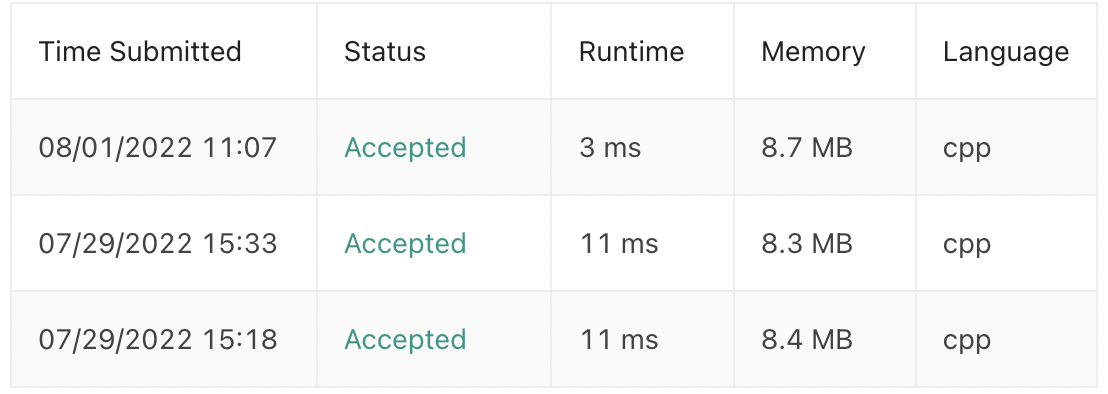 Time Submitted Status Runtime Memory Language
08/01/2022 11:07 Accepted 3 ms 8.7 MB cpp
07/29/2022 15:33 Accepted 11 ms 8.3 MB cpp
07/29/2022 15:18 Accepted 11 ms 8.4 MB cpp